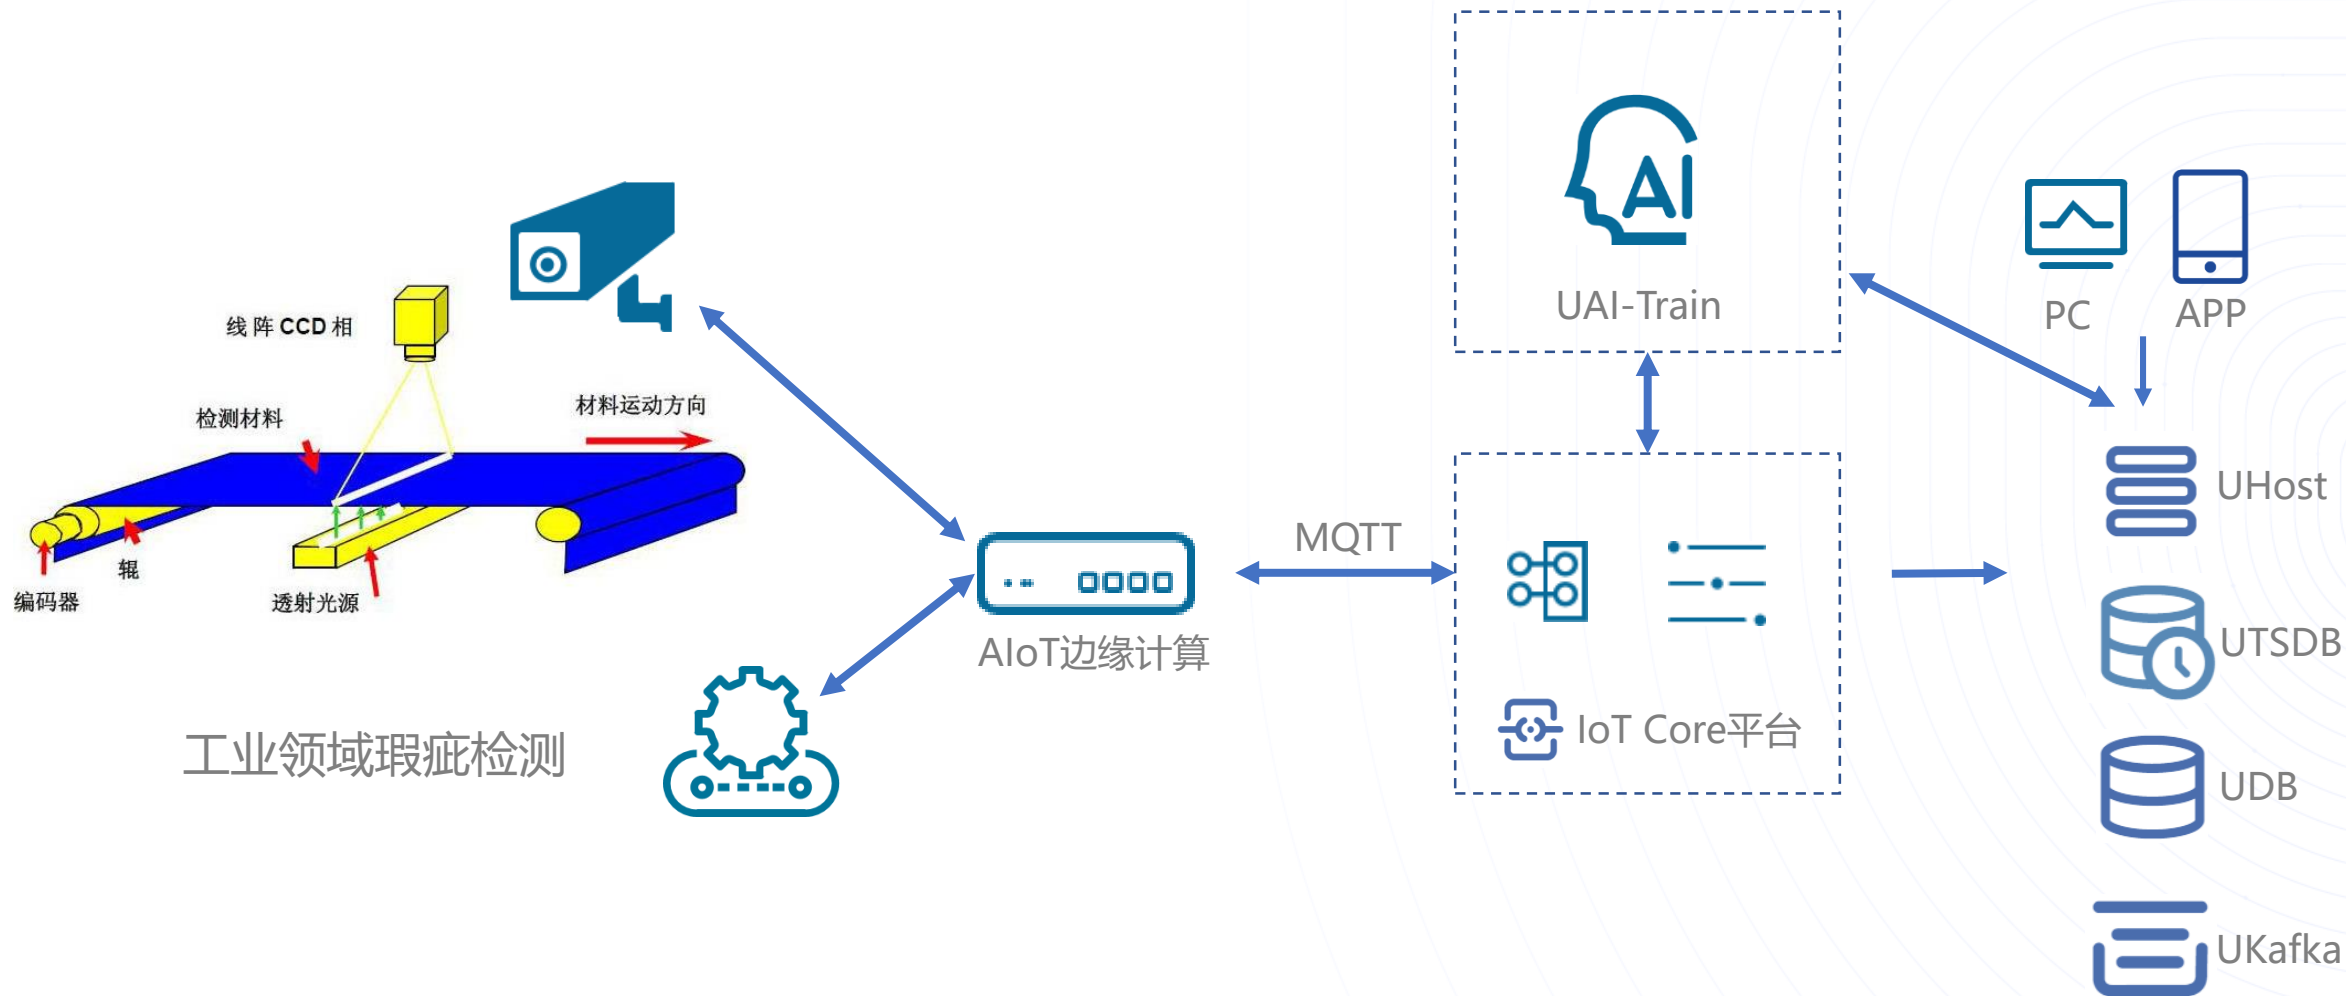 线阵CCD相
检测材料
材料运动方向
辊
编码器
透射光源
工业领域瑕疵检测
AIoT边缘计算
MQTT
AI
UAI-Train
IoT Core平台
PC
APP
UHost
UTSDB
UDB
UKafka